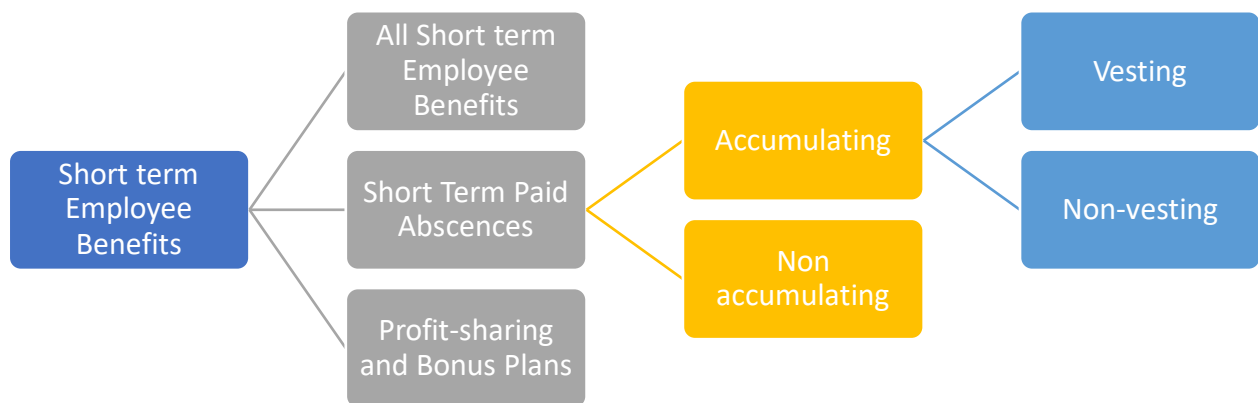 Short term
Employee
Benefits
All Short term
Employee
Benefits
Short Term Paid
Abscences
Profit-sharing
and Bonus Plans
Accumulating
Non
accumulating
Vesting
Non-vesting